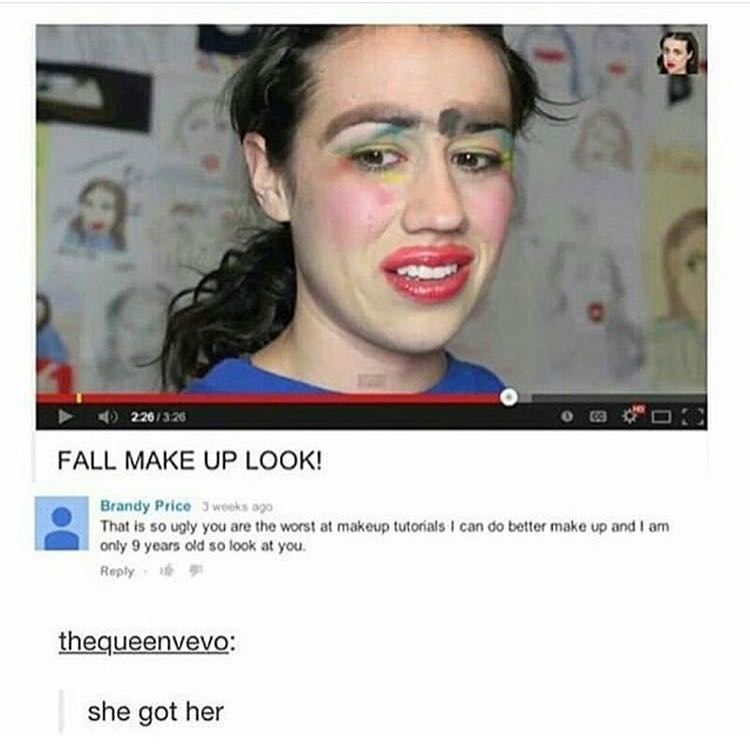 2:26 / 3:26
CC
HD
FALL MAKE UP LOOK!
Brandy Price 3 weeks ago
That is so ugly you are the worst at makeup tutorials I can do better make up and I am
only 9 years old so look at you.
Reply
thequeenvevo:
she got her